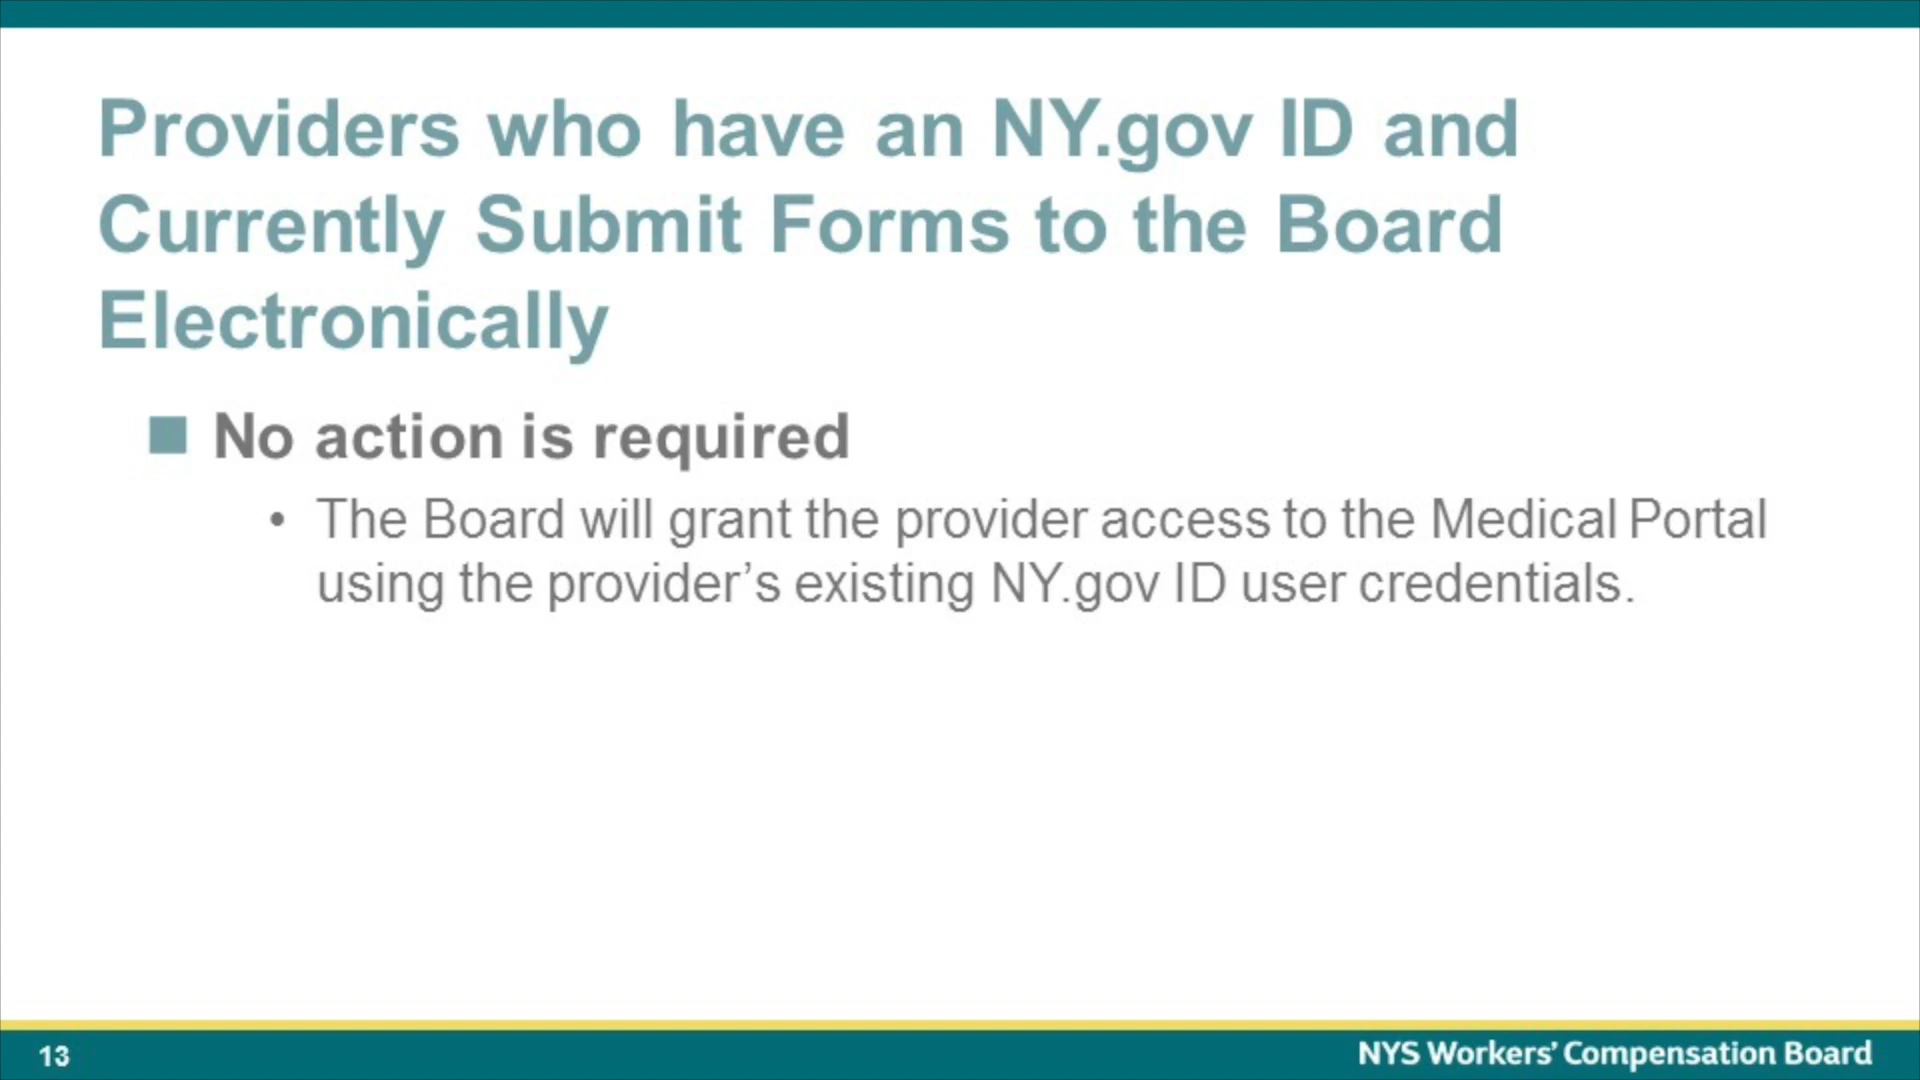 Providers who have an NY.gov ID and
Currently Submit Forms to the Board
Electronically
No action is required
• The Board will grant the provider access to the Medical Portal
using the provider’s existing NY.gov ID user credentials.
13
NYS Workers’ Compensation Board